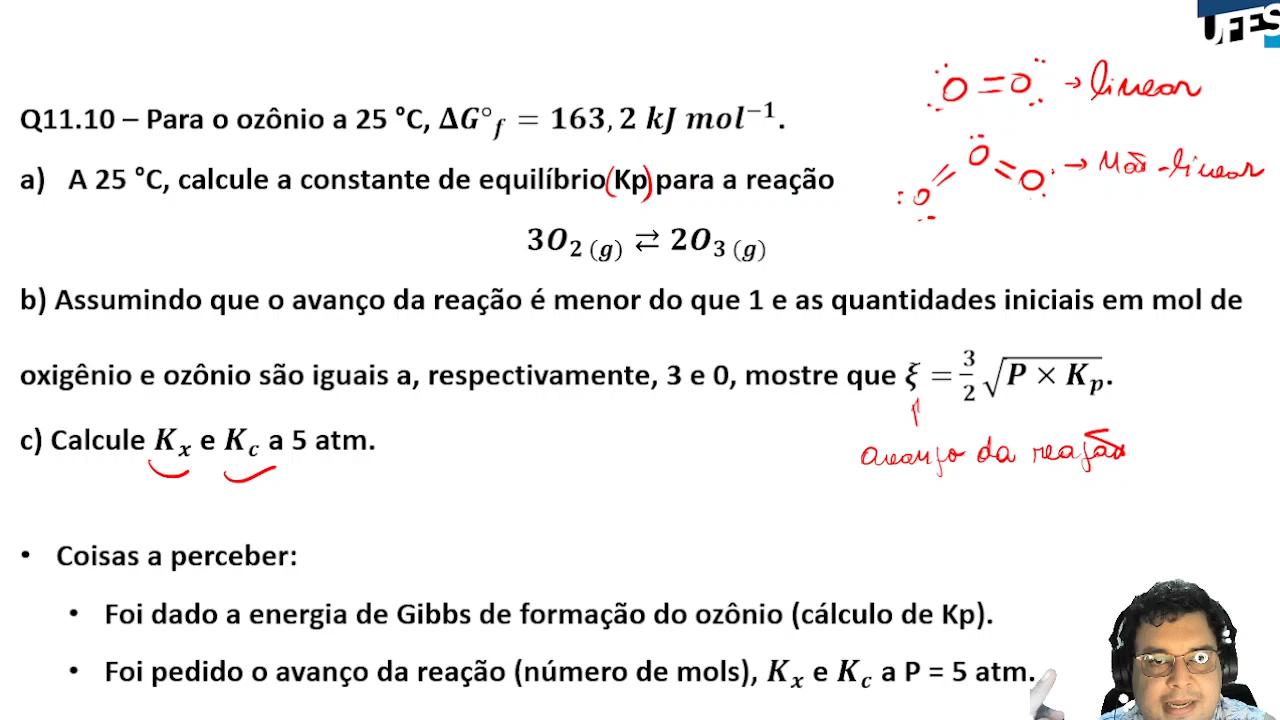 UFES
O = O → linear
Q11.10 – Para o ozônio a 25 °C, ΔG°f = 163,2 kJ mol⁻¹.
O O O → Não-linear
a) A 25 °C, calcule a constante de equilíbrio (Kp) para a reação
3O₂ (g) ⇄ 2O₃ (g)
b) Assumindo que o avanço da reação é menor do que 1 e as quantidades iniciais em mol de
oxigênio e ozônio são iguais a, respectivamente, 3 e 0, mostre que ξ = 3/2 √(P × Kₚ).
c) Calcule Kₓ e K꜀ a 5 atm.
avanço da reação
• Coisas a perceber:
• Foi dado a energia de Gibbs de formação do ozônio (cálculo de Kp).
• Foi pedido o avanço da reação (número de mols), Kₓ e K꜀ a P = 5 atm.